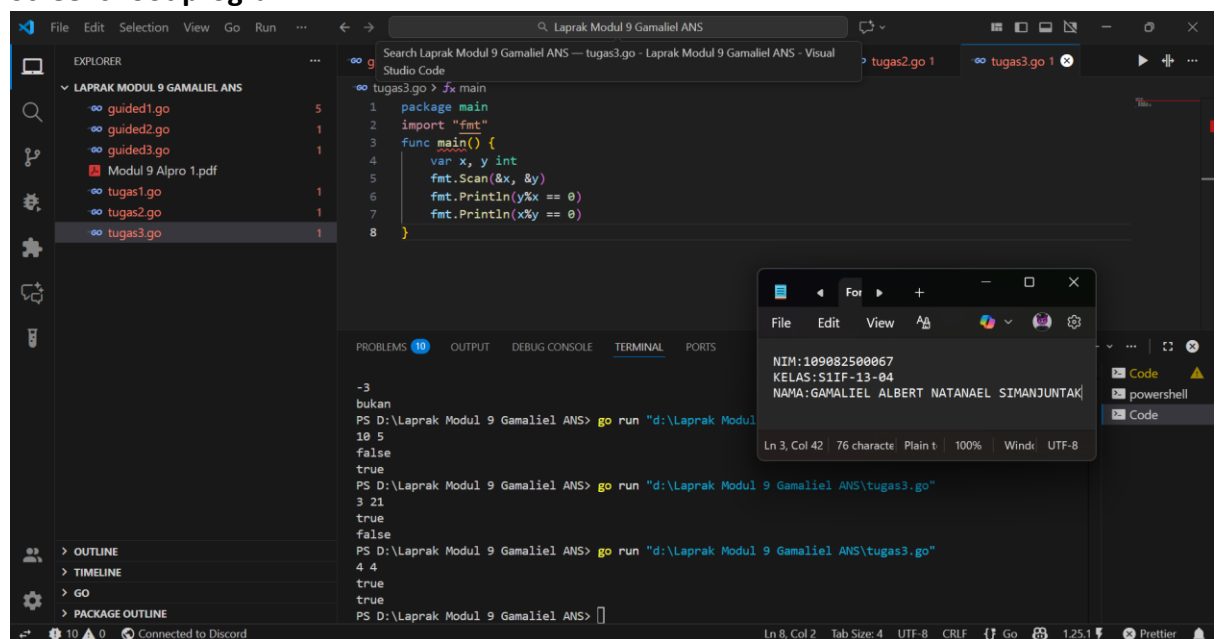 File Edit Selection View Go Run ...
Laprak Modul 9 Gamaliel ANS
EXPLORER
Search Laprak Modul 9 Gamaliel ANS — tugas3.go - Laprak Modul 9 Gamaliel ANS - Visual
Studio Code
tugas2.go 1
tugas3.go 1
LAPRAK MODUL 9 GAMALIEL ANS
guided1.go 5
guided2.go 1
guided3.go 1
Modul 9 Alpro 1.pdf
tugas1.go 1
tugas2.go 1
tugas3.go 1
OUTLINE
TIMELINE
GO
PACKAGE OUTLINE
tugas3.go > main
1 package main
2 import "fmt"
3 func main() {
4 var x, y int
5 fmt.Scan(&x, &y)
6 fmt.Println(y%x == 0)
7 fmt.Println(x%y == 0)
8 }
PROBLEMS 10 OUTPUT DEBUG CONSOLE TERMINAL PORTS
-3
bukan
PS D:\Laprak Modul 9 Gamaliel ANS> go run "d:\Laprak Modul
10 5
false
true
PS D:\Laprak Modul 9 Gamaliel ANS> go run "d:\Laprak Modul 9 Gamaliel ANS\tugas3.go"
3 21
true
false
PS D:\Laprak Modul 9 Gamaliel ANS> go run "d:\Laprak Modul 9 Gamaliel ANS\tugas3.go"
4 4
true
true
PS D:\Laprak Modul 9 Gamaliel ANS>
Code
powershell
Code
For
File Edit View
NIM:109082500067
KELAS:S1IF-13-04
NAMA:GAMALIEL ALBERT NATANAEL SIMANJUNTAK
Ln 3, Col 42 76 characte Plain t 100% Wind UTF-8
10 0 Connected to Discord
Ln 8, Col 2 Tab Size: 4 UTF-8 CRLF Go 1.25.1 Prettier